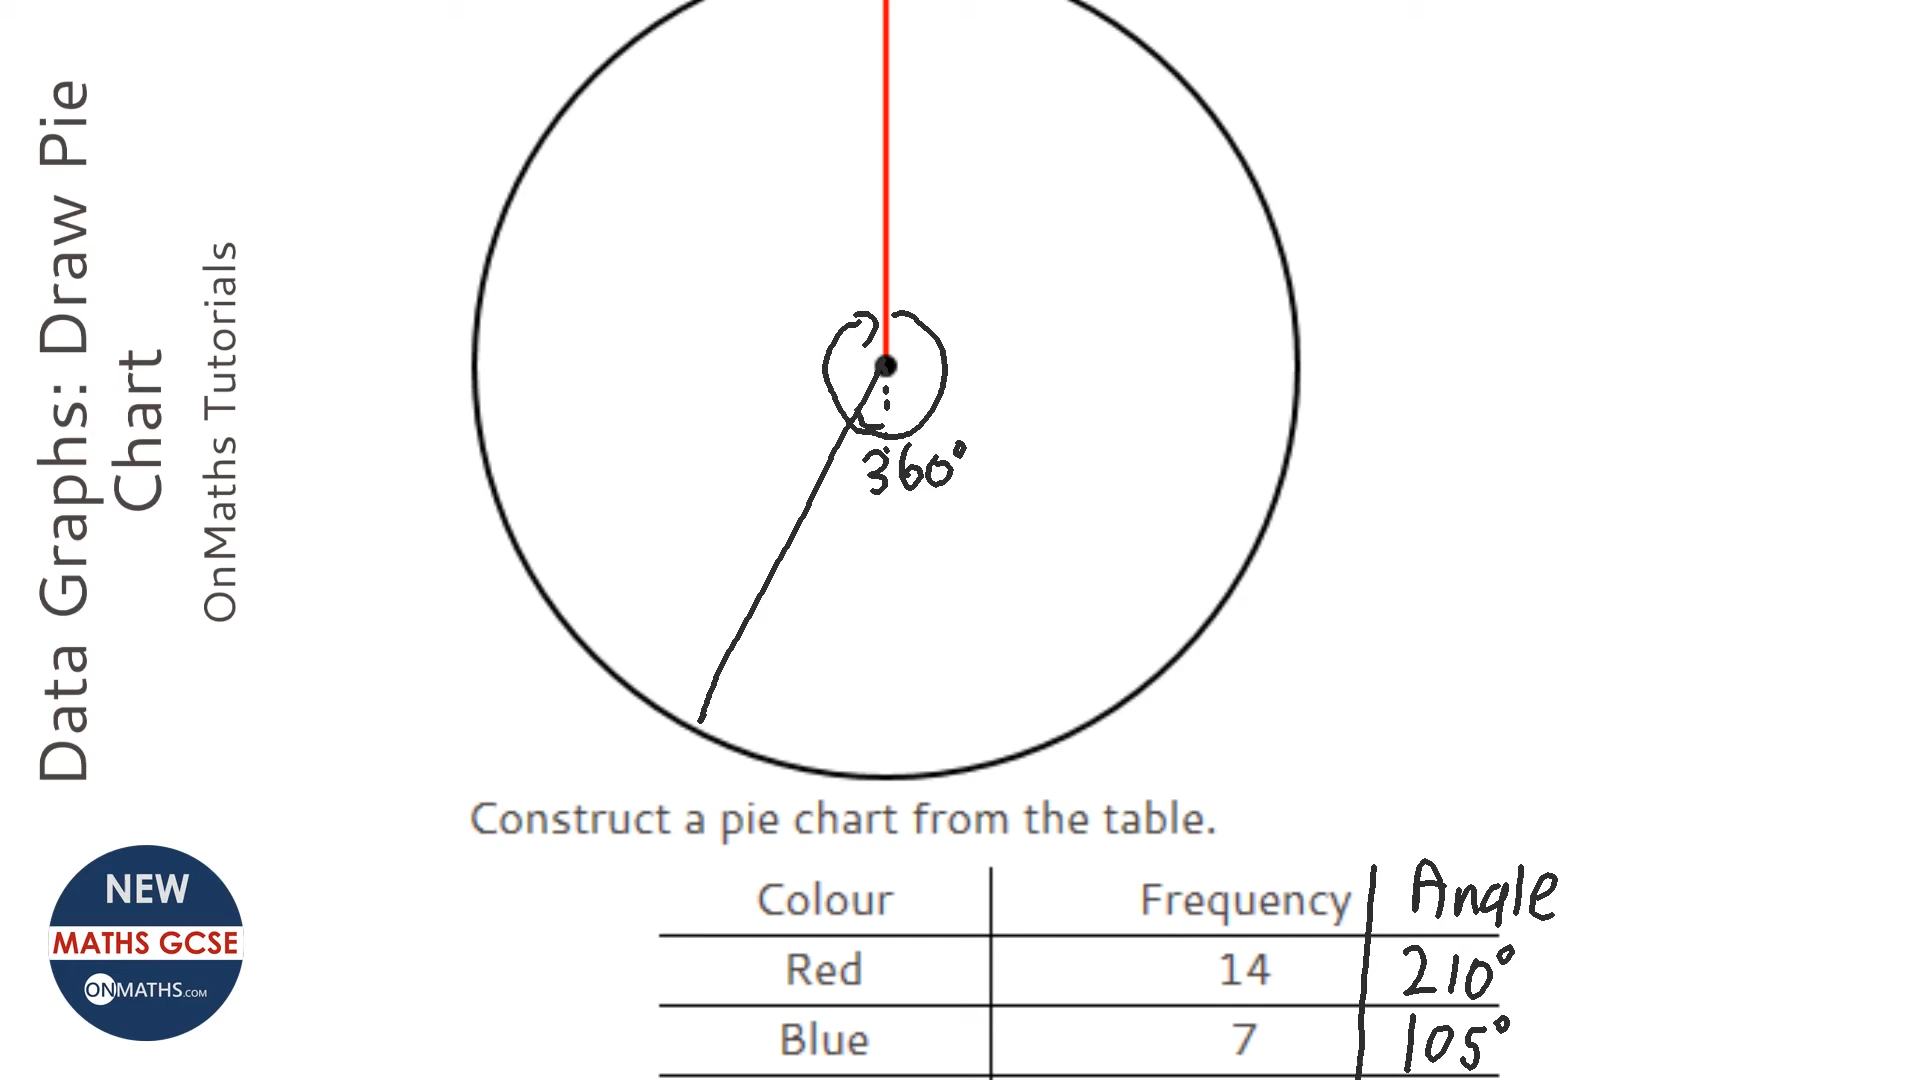 Data Graphs: Draw Pie
Chart
OnMaths Tutorials
NEW
MATHS GCSE
ONMATHS.COM
360°
Construct a pie chart from the table.
Colour Frequency Angle
Red 14 210°
Blue 7 105°